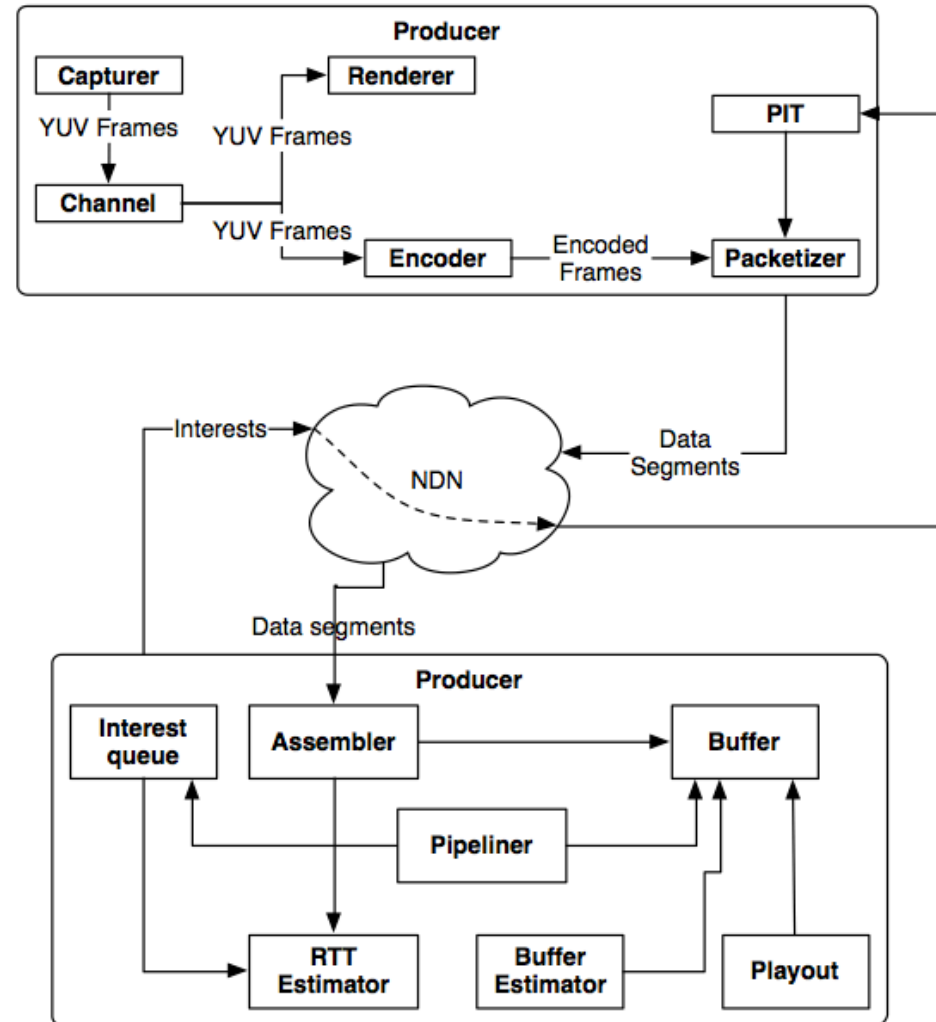 Producer
Capturer
Renderer
YUV Frames
YUV Frames
PIT
Channel
YUV Frames
Encoder
Encoded
Frames
Packetizer
Interests
NDN
Data
Segments
Data segments
Producer
Interest
queue
Assembler
Buffer
Pipeliner
RTT
Estimator
Buffer
Estimator
Playout